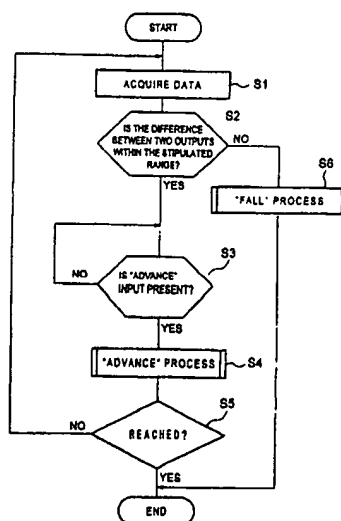 START
ACQUIRE DATA
S1
S2
IS THE DIFFERENCE
BETWEEN TWO OUTPUTS
WITHIN THE STIPULATED
RANGE?
NO
YES
S6
"FALL" PROCESS
S3
IS "ADVANCE"
INPUT PRESENT?
NO
YES
"ADVANCE" PROCESS
S4
S5
REACHED?
NO
YES
END